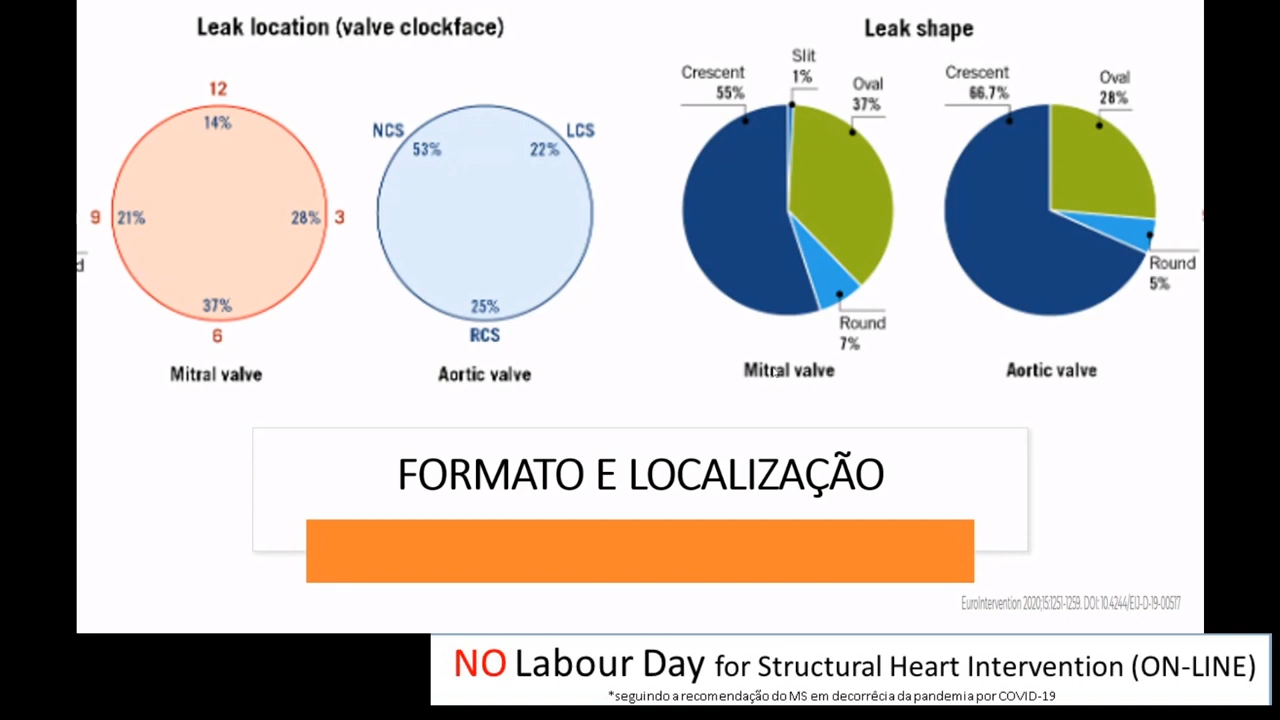 Leak location (valve clockface)
Leak shape
12
14%
9
21%
28%
3
37%
6
Mitral valve
NCS
53%
LCS
22%
25%
RCS
Aortic valve
Crescent
55%
Slit
1%
Oval
37%
Round
7%
Mitral valve
Crescent
66.7%
Oval
28%
Round
5%
Aortic valve
FORMATO E LOCALIZAÇÃO
EuroIntervention 2020;15:1251-1259. DOI: 10.4244/EIJ-D-19-00517
NO Labour Day for Structural Heart Intervention (ON-LINE)
*seguindo a recomendação do MS em decorrêcia da pandemia por COVID-19